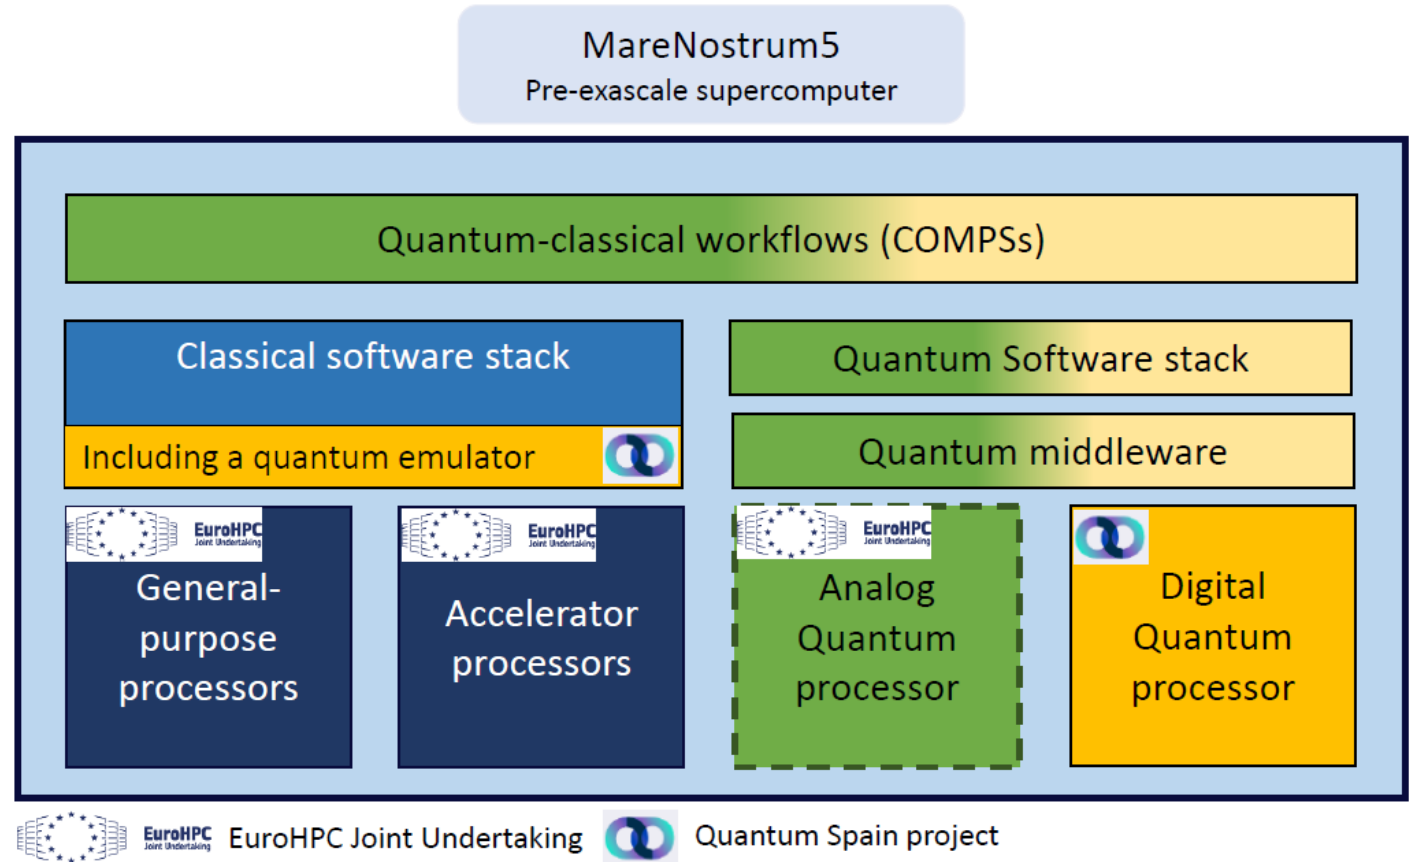 MareNostrum5
Pre-exascale supercomputer
Quantum-classical workflows (COMPSs)
Classical software stack
Including a quantum emulator
Quantum Software stack
Quantum middleware
EuroHPC
Joint Undertaking
General-
purpose
processors
EuroHPC
Joint Undertaking
Accelerator
processors
EuroHPC
Joint Undertaking
Analog
Quantum
processor
Digital
Quantum
processor
EuroHPC
Joint Undertaking
EuroHPC Joint Undertaking
Quantum Spain project